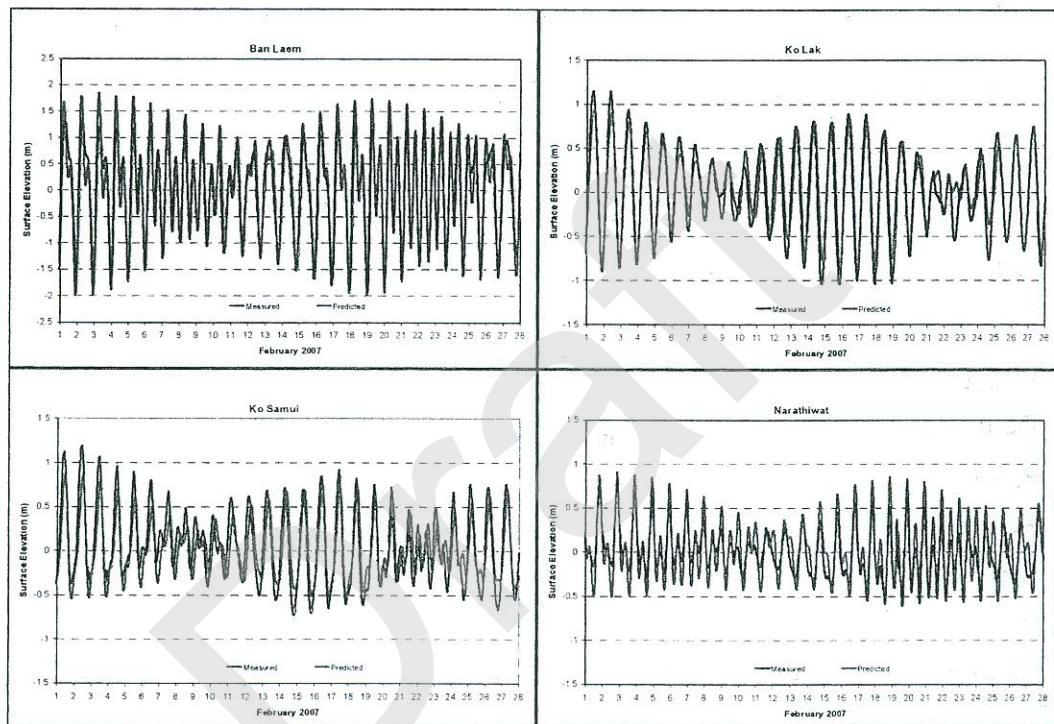 Ban Laem
2.5
2
1.5
1
0.5
0
-0.5
-1
-1.5
-2
-2.5
Surface Elevation (m)
Measured Predicted
1 2 3 4 5 6 7 8 9 10 11 12 13 14 15 16 17 18 19 20 21 22 23 24 25 26 27 28
February 2007
Ko Lak
1.5
1
0.5
0
-0.5
-1
-1.5
Surface Elevation (m)
Measured Predicted
1 2 3 4 5 6 7 8 9 10 11 12 13 14 15 16 17 18 19 20 21 22 23 24 25 26 27 28
February 2007
Ko Samui
1.5
1
0.5
0
-0.5
-1
-1.5
Surface Elevation (m)
Measured Predicted
1 2 3 4 5 6 7 8 9 10 11 12 13 14 15 16 17 18 19 20 21 22 23 24 25 26 27 28
February 2007
Narathiwat
1.5
1
0.5
0
-0.5
-1
-1.5
Surface Elevation (m)
Measured Predicted
1 2 3 4 5 6 7 8 9 10 11 12 13 14 15 16 17 18 19 20 21 22 23 24 25 26 27 28
February 2007
Draft